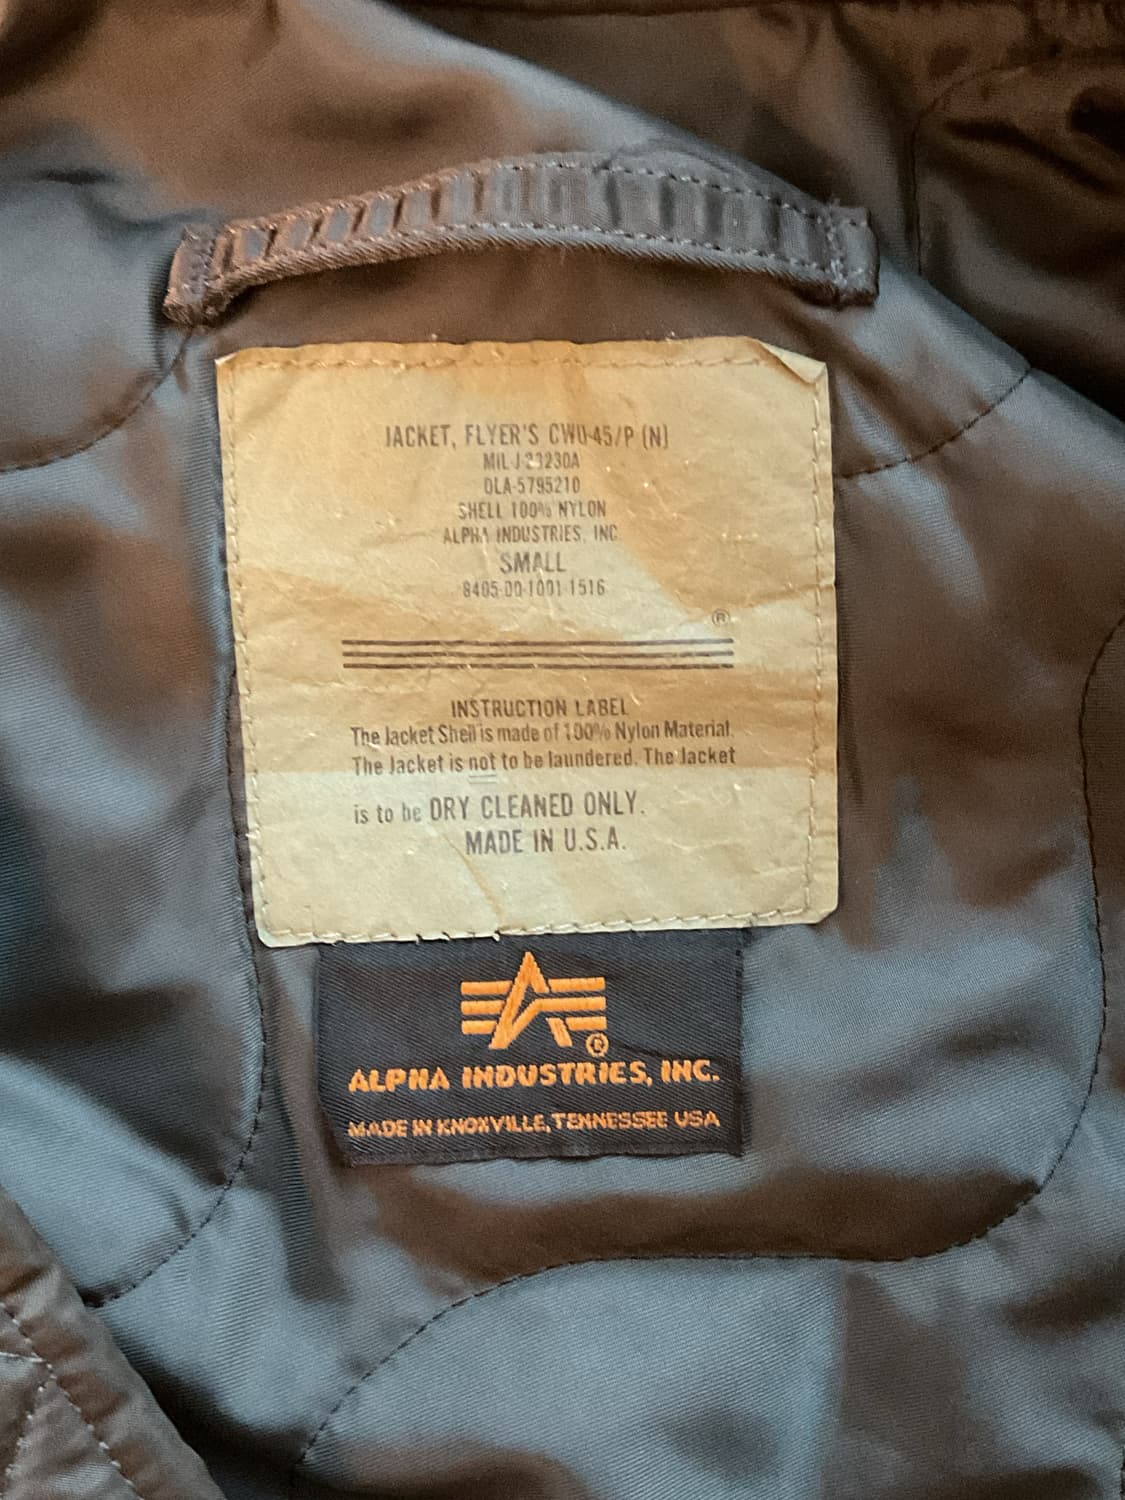 JACKET, FLYER'S CWU-45/P (N)
MIL-J-23230A
DLA-5795210
SHELL 100% NYLON
ALPHA INDUSTRIES, INC
SMALL
8405-00-1001-1516
®
INSTRUCTION LABEL
The Jacket Shell is made of 100% Nylon Material.
The Jacket is not to be laundered. The Jacket
is to be DRY CLEANED ONLY.
MADE IN U.S.A.
®
ALPHA INDUSTRIES, INC.
MADE IN KNOXVILLE, TENNESSEE USA